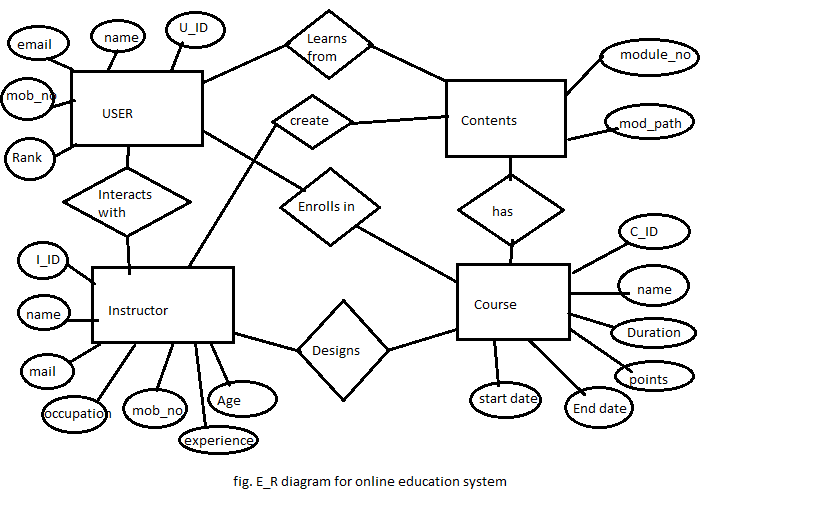 email
name
U_ID
mob_no
USER
Rank
Learns
from
create
Contents
module_no
mod_path
Interacts
with
Enrolls in
has
I_ID
name
mail
occupation
mob_no
experience
Age
Instructor
Designs
Course
C_ID
name
Duration
points
start date
End date
fig. E_R diagram for online education system